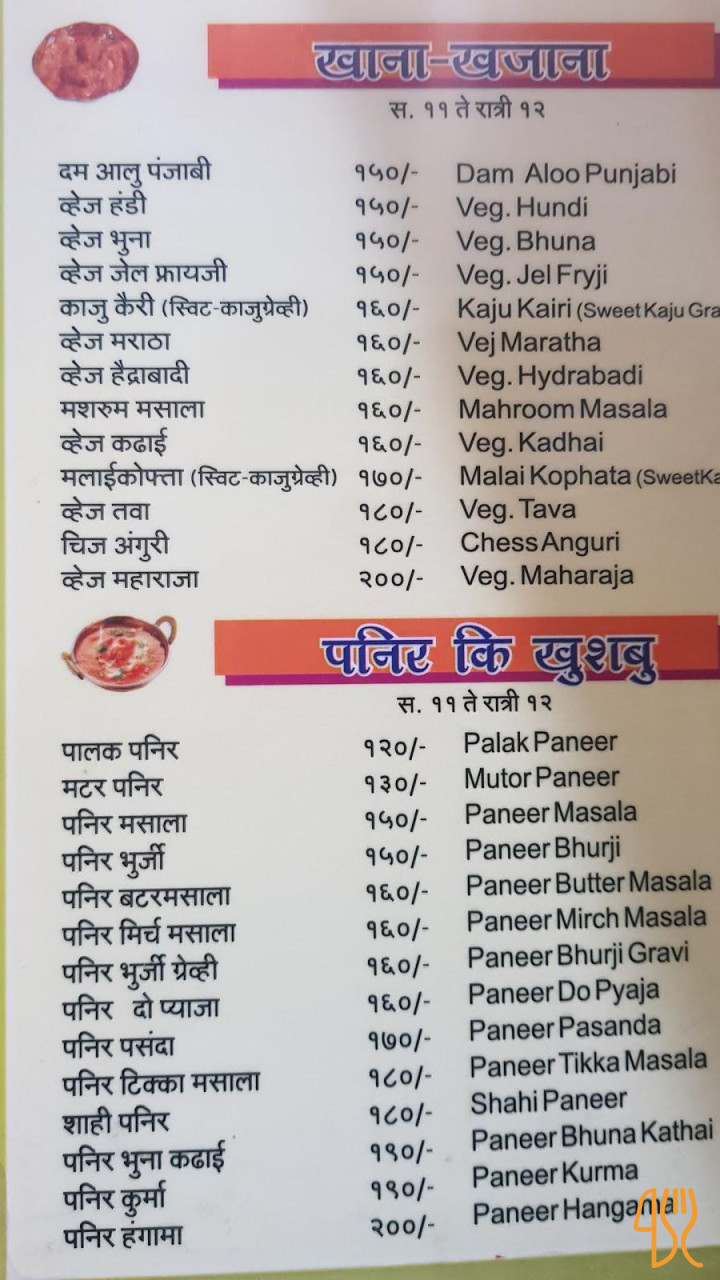 खाना-खजाना
स. ११ ते रात्री १२
दम आलु पंजाबी १५०/- Dam Aloo Punjabi
व्हेज हंडी १५०/- Veg. Hundi
व्हेज भुना १५०/- Veg. Bhuna
व्हेज जेल फ्रायजी १५०/- Veg. Jel Fryji
काजु कैरी (स्विट-काजुग्रेव्ही) १६०/- Kaju Kairi (Sweet Kaju Gra
व्हेज मराठा १६०/- Vej Maratha
व्हेज हैद्राबादी १६०/- Veg. Hydrabadi
मशरुम मसाला १६०/- Mahroom Masala
व्हेज कढाई १६०/- Veg. Kadhai
मलाईकोफ्ता (स्विट-काजुग्रेव्ही) १७०/- Malai Kophata (SweetKa
व्हेज तवा १८०/- Veg. Tava
चिज अंगुरी १८०/- Chess Anguri
व्हेज महाराजा २००/- Veg. Maharaja
पनिर कि खुशबु
स. ११ ते रात्री १२
पालक पनिर १२०/- Palak Paneer
मटर पनिर १३०/- Mutor Paneer
पनिर मसाला १५०/- Paneer Masala
पनिर भुर्जी १५०/- Paneer Bhurji
पनिर बटरमसाला १६०/- Paneer Butter Masala
पनिर मिर्च मसाला १६०/- Paneer Mirch Masala
पनिर भुर्जी ग्रेव्ही १६०/- Paneer Bhurji Gravi
पनिर दो प्याजा १६०/- Paneer Do Pyaja
पनिर पसंदा १७०/- Paneer Pasanda
पनिर टिक्का मसाला १८०/- Paneer Tikka Masala
शाही पनिर १८०/- Shahi Paneer
पनिर भुना कढाई १९०/- Paneer Bhuna Kathai
पनिर कुर्मा १९०/- Paneer Kurma
पनिर हंगामा २००/- Paneer Hangama